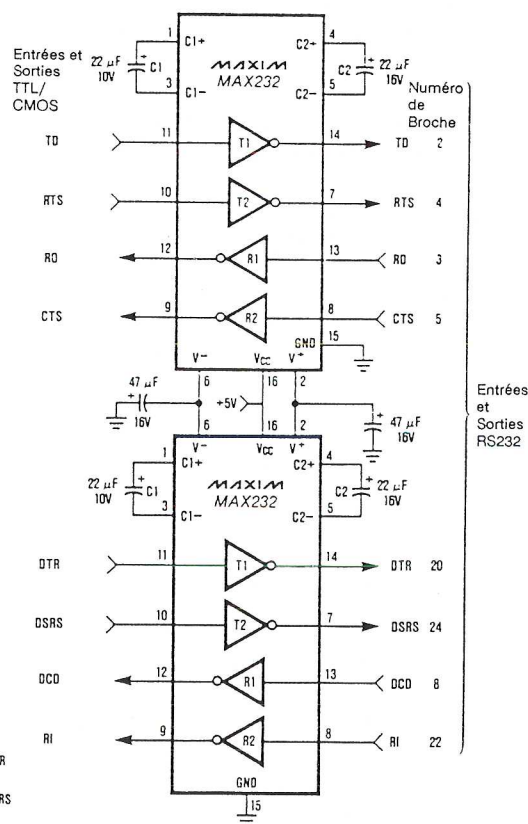 Entrées et
Sorties
TTL/
CMOS
1
C1+
22 µF
10V
+
C1
3
C1-
MAXIM
MAX232
C2+
4
+
22 µF
C2
16V
C2-
5
Numéro
de
Broche
TD
11
T1
14
TD 2
RTS
10
T2
7
RTS 4
RD
12
R1
13
RD 3
CTS
9
R2
8
CTS 5
GND
15
V-
VCC
V+
6
16
2
47 µF
+
16V
+5V
+
47 µF
16V
6
16
2
V-
VCC
V+
Entrées
et
Sorties
RS232
1
C1+
22 µF
10V
+
C1
3
C1-
MAXIM
MAX232
C2+
4
+
22 µF
C2
16V
C2-
5
DTR
11
T1
14
DTR 20
DSRS
10
T2
7
DSRS 24
DCD
12
R1
13
DCD 8
RI
9
R2
8
RI 22
GND
15
R
RS